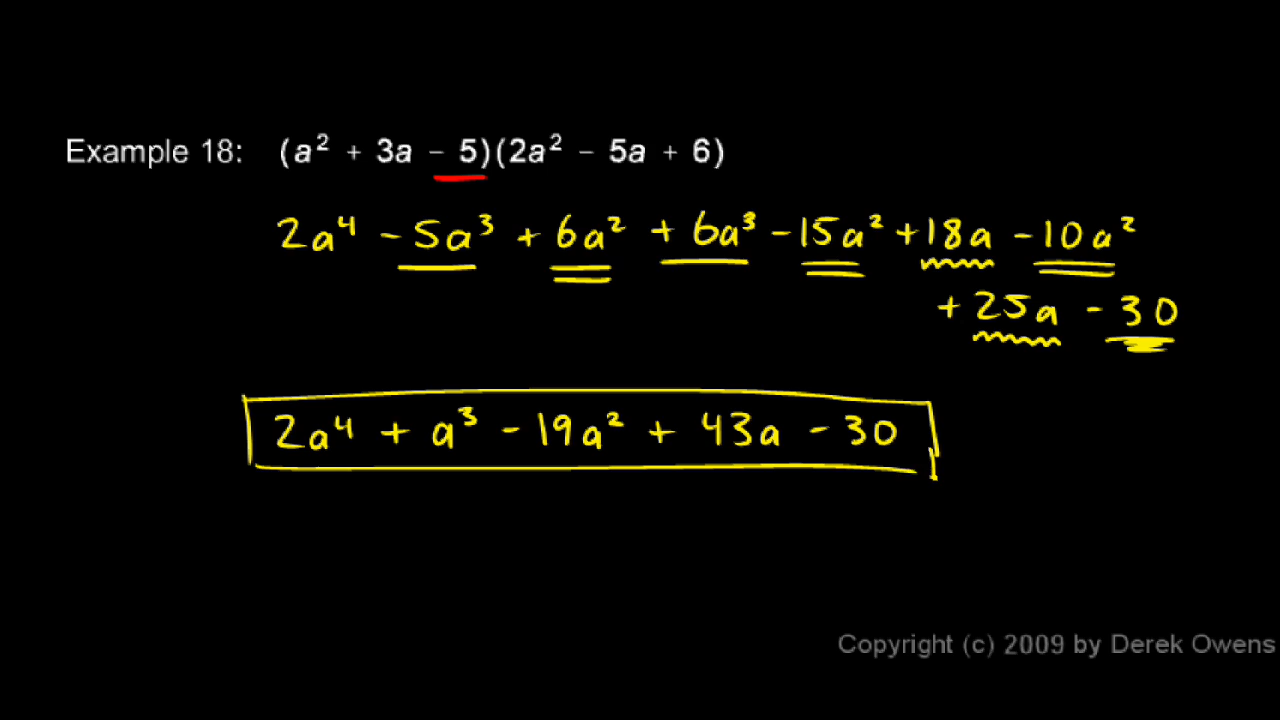 Example 18: (a² + 3a − 5)(2a² − 5a + 6)
2a⁴ − 5a³ + 6a² + 6a³ − 15a² + 18a − 10a²
+ 25a − 30
2a⁴ + a³ − 19a² + 43a − 30
Copyright (c) 2009 by Derek Owens